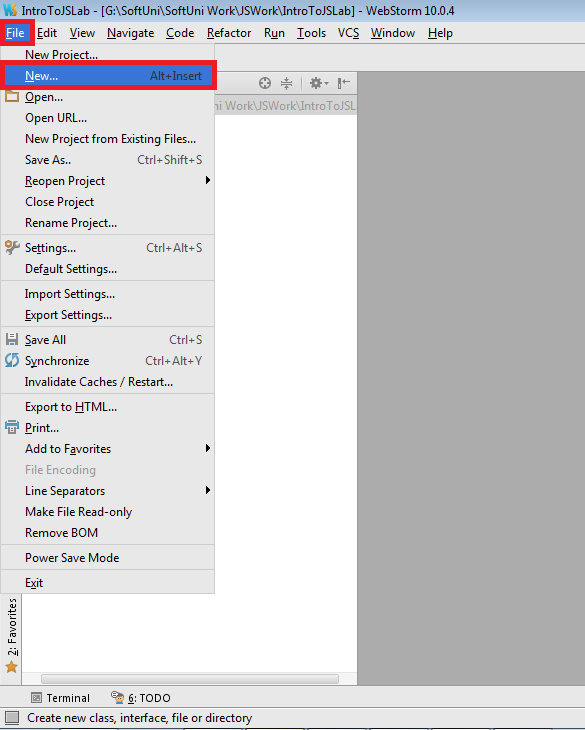 IntroToJSLab - [G:\SoftUni\SoftUni Work\JSWork\IntroToJSLab] - WebStorm 10.0.4
File Edit View Navigate Code Refactor Run Tools VCS Window Help
New Project...
New... Alt+Insert
Open...
ni Work\JSWork\IntroToJSL
Open URL...
New Project from Existing Files...
Save As.. Ctrl+Shift+S
Reopen Project
Close Project
Rename Project...
Settings... Ctrl+Alt+S
Default Settings...
Import Settings...
Export Settings...
Save All Ctrl+S
Synchronize Ctrl+Alt+Y
Invalidate Caches / Restart...
Export to HTML...
Print...
Add to Favorites
File Encoding
Line Separators
Make File Read-only
Remove BOM
Power Save Mode
Exit
2: Favorites
Terminal 6: TODO
Create new class, interface, file or directory